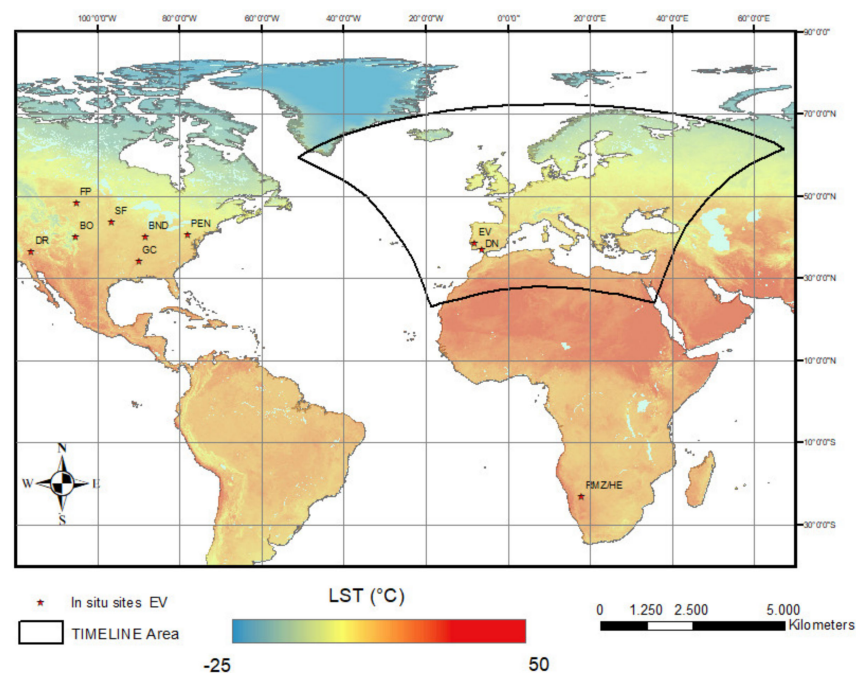 100°0'0"W 80°0'0"W 60°0'0"W 40°0'0"W 20°0'0"W 0°0'0" 20°0'0"E 40°0'0"E 60°0'0"E
90°0'0"
70°0'0"N
50°0'0"N
30°0'0"N
10°0'0"N
10°0'0"S
30°0'0"S
FP
SF
BO
BND
PEN
DR
GC
EV
DN
RMZ/HE
N
W E
S
In situ sites EV
TIMELINE Area
LST (°C)
-25 50
0 1.250 2.500 5.000
Kilometers